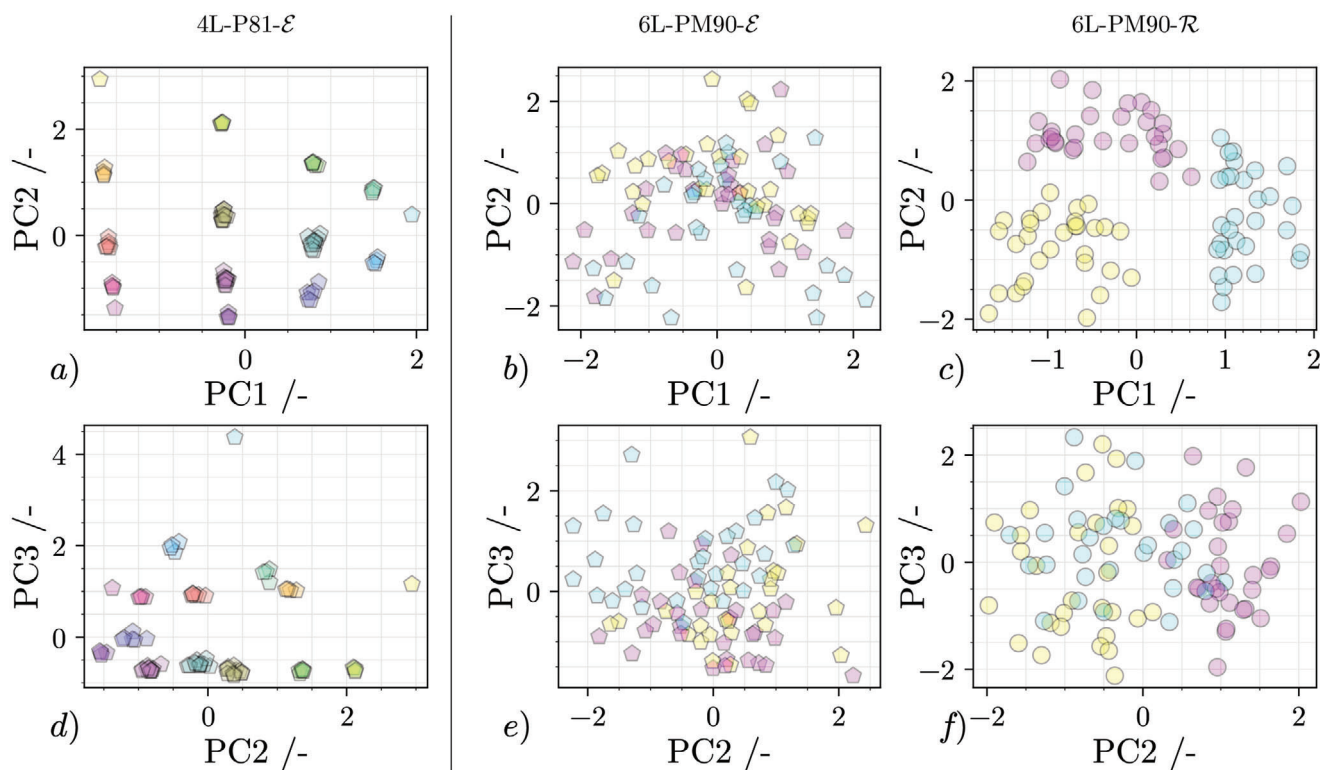 4L-P81-ℰ
6L-PM90-ℰ
6L-PM90-ℛ
PC2 /-
2
0
0
2
a)
PC1 /-
PC2 /-
2
0
−2
−2
0
2
b)
PC1 /-
PC2 /-
2
0
−2
−1
0
1
2
c)
PC1 /-
PC3 /-
4
2
0
0
2
d)
PC2 /-
PC3 /-
2
0
−2
0
2
e)
PC2 /-
PC3 /-
2
0
−2
−2
0
2
f)
PC2 /-